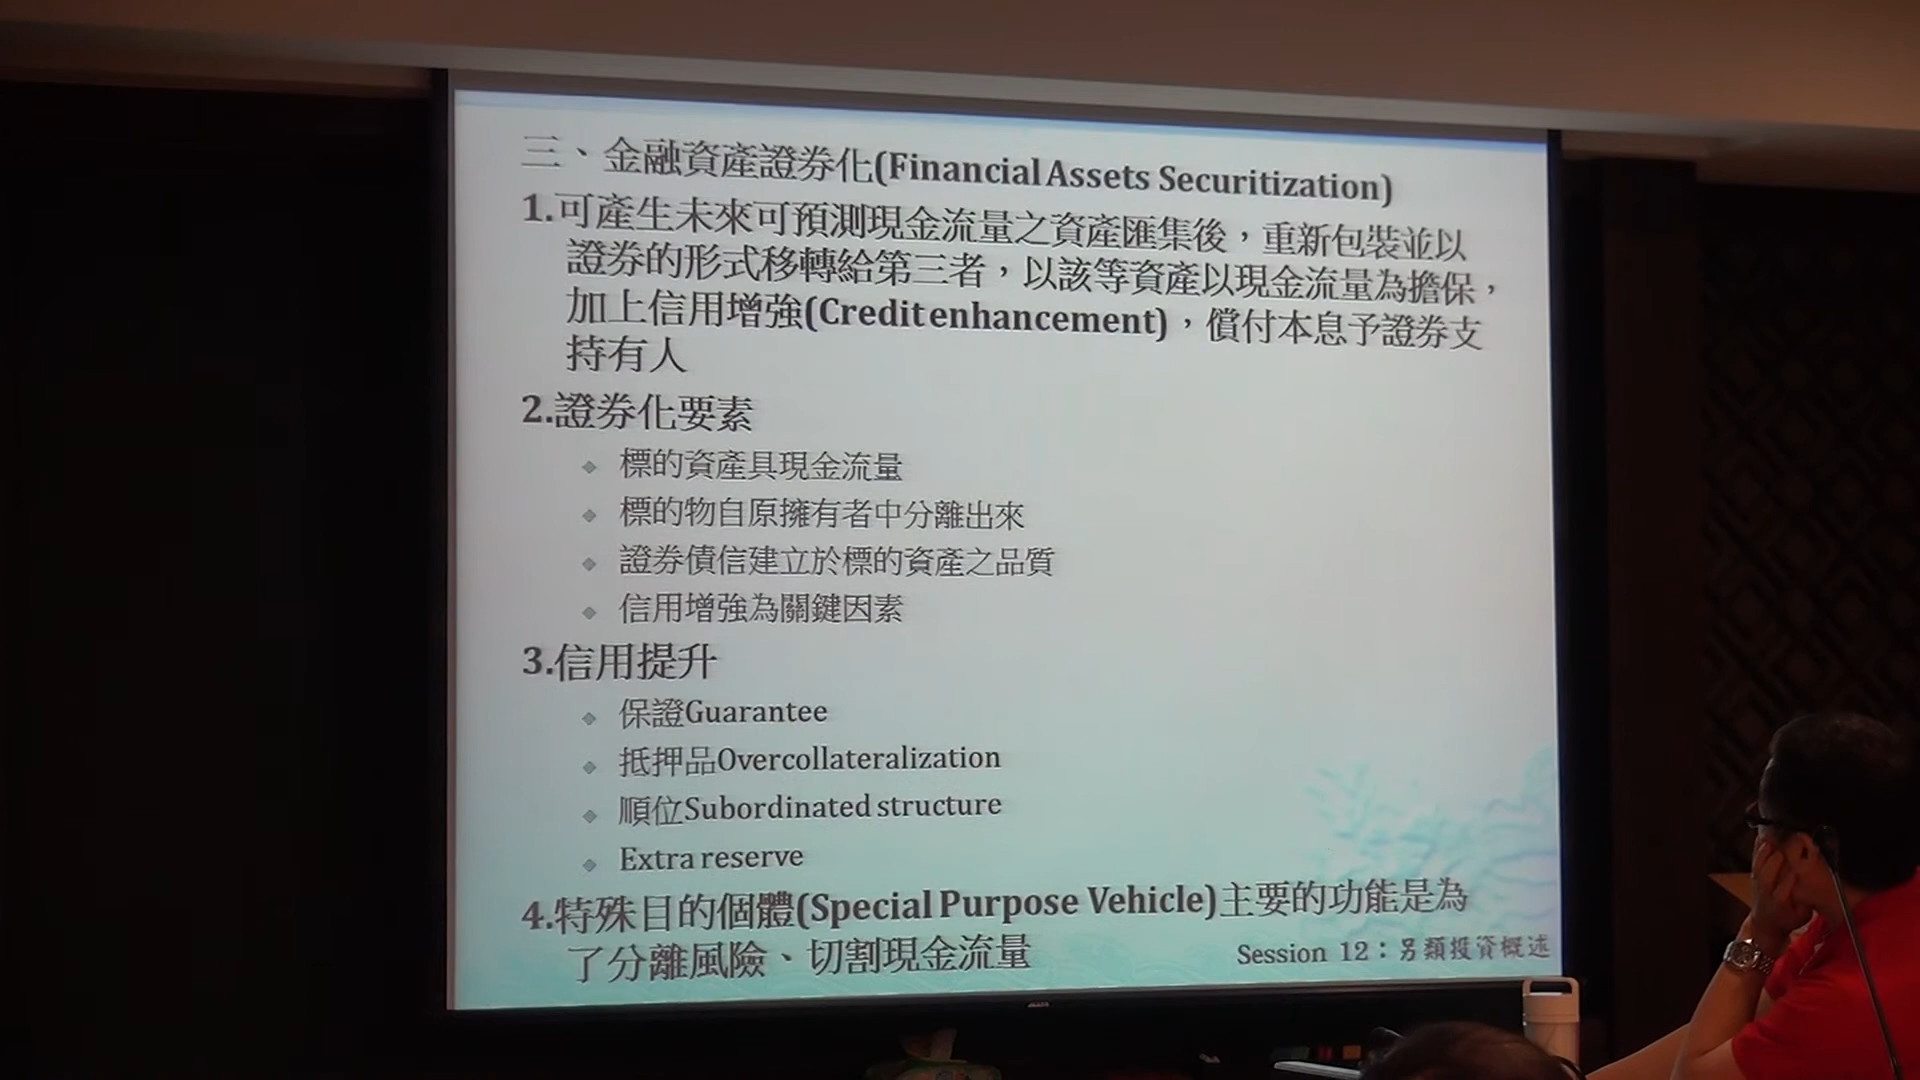 三、金融資產證券化(Financial Assets Securitization)
1.可產生未來可預測現金流量之資產匯集後，重新包裝並以
證券的形式移轉給第三者，以該等資產以現金流量為擔保，
加上信用增強(Credit enhancement)，償付本息予證券支
持有人
2.證券化要素
標的資產具現金流量
標的物自原擁有者中分離出來
證券債信建立於標的資產之品質
信用增強為關鍵因素
3.信用提升
保證Guarantee
抵押品Overcollateralization
順位Subordinated structure
Extra reserve
4.特殊目的個體(Special Purpose Vehicle)主要的功能是為
了分離風險、切割現金流量
Session 12：另類投資概述